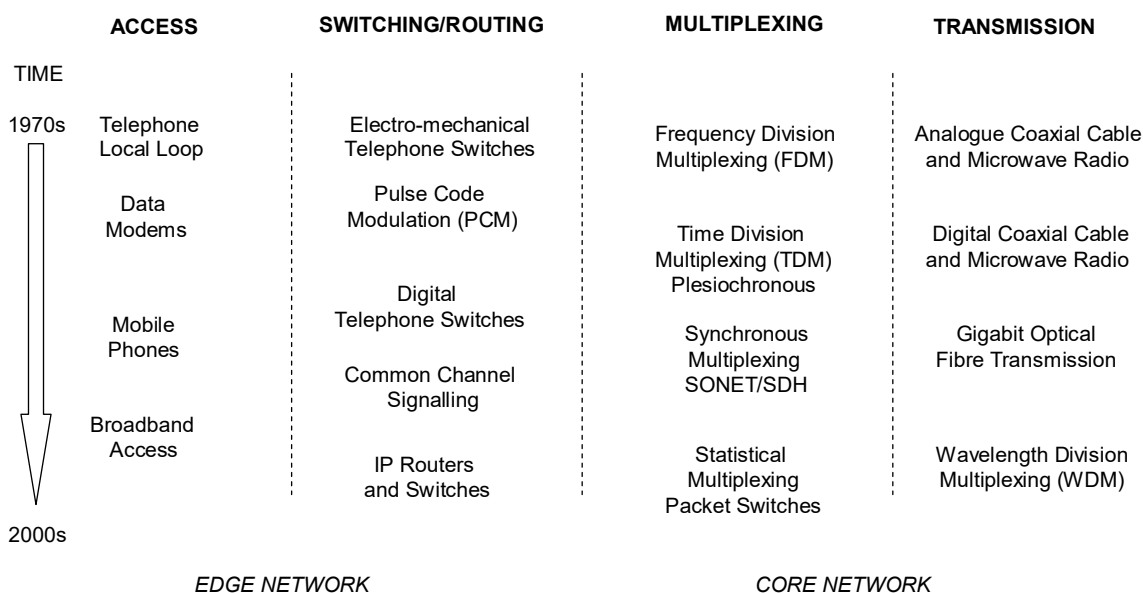 ACCESS
SWITCHING/ROUTING
MULTIPLEXING
TRANSMISSION
TIME
1970s
Telephone
Local Loop
Data
Modems
Mobile
Phones
Broadband
Access
2000s
Electro-mechanical
Telephone Switches
Pulse Code
Modulation (PCM)
Digital
Telephone Switches
Common Channel
Signalling
IP Routers
and Switches
Frequency Division
Multiplexing (FDM)
Time Division
Multiplexing (TDM)
Plesiochronous
Synchronous
Multiplexing
SONET/SDH
Statistical
Multiplexing
Packet Switches
Analogue Coaxial Cable
and Microwave Radio
Digital Coaxial Cable
and Microwave Radio
Gigabit Optical
Fibre Transmission
Wavelength Division
Multiplexing (WDM)
EDGE NETWORK
CORE NETWORK